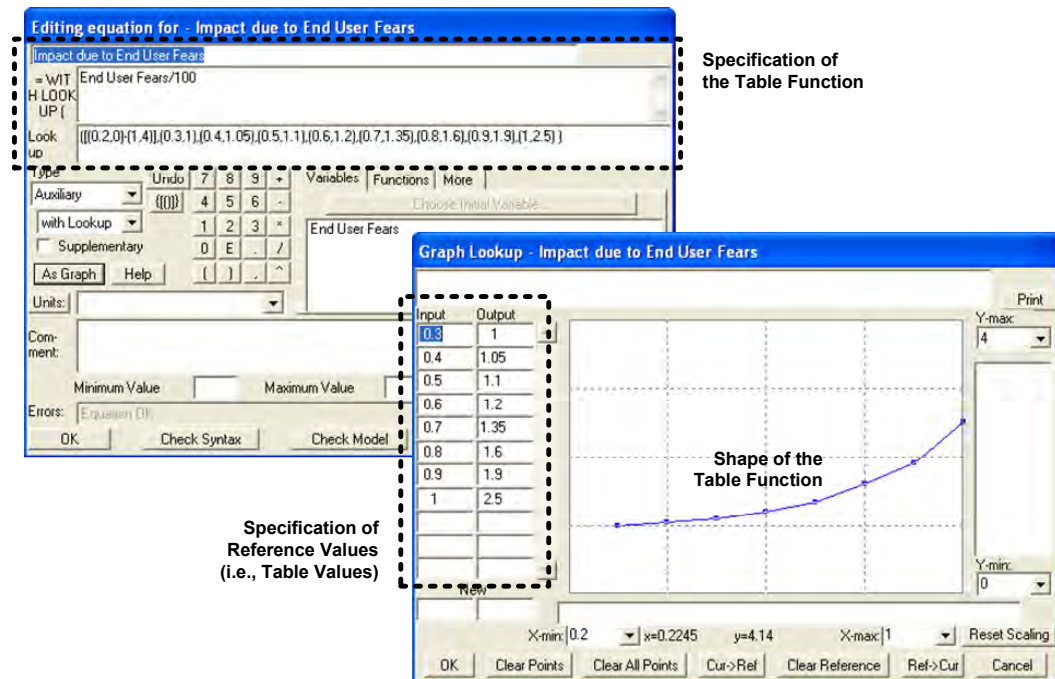 Editing equation for - Impact due to End User Fears
Impact due to End User Fears
= WIT
H LOOK
UP (
End User Fears/100
Look
up
([(0.2,0)-(1,4)],(0.3,1),(0.4,1.05),(0.5,1.1),(0.6,1.2),(0.7,1.35),(0.8,1.6),(0.9,1.9),(1,2.5) )
Specification of
the Table Function
Type
Undo 7 8 9 +
Variables Functions More
Auxiliary
{[()]} 4 5 6 -
Choose Initial Variable...
with Lookup
1 2 3 *
End User Fears
Supplementary
0 E . /
As Graph Help
( ) , ^
Units:
Com-
ment:
Minimum Value Maximum Value
Errors: Equation OK
OK Check Syntax Check Model
Graph Lookup - Impact due to End User Fears
Print
Input Output
Y-max:
0.3 1
4
0.4 1.05
0.5 1.1
0.6 1.2
0.7 1.35
0.8 1.6
0.9 1.9
1 2.5
Shape of the
Table Function
Specification of
Reference Values
(i.e., Table Values)
Y-min:
0
New
X-min: 0.2 x=0.2245 y=4.14 X-max: 1 Reset Scaling
OK Clear Points Clear All Points Cur->Ref Clear Reference Ref->Cur Cancel